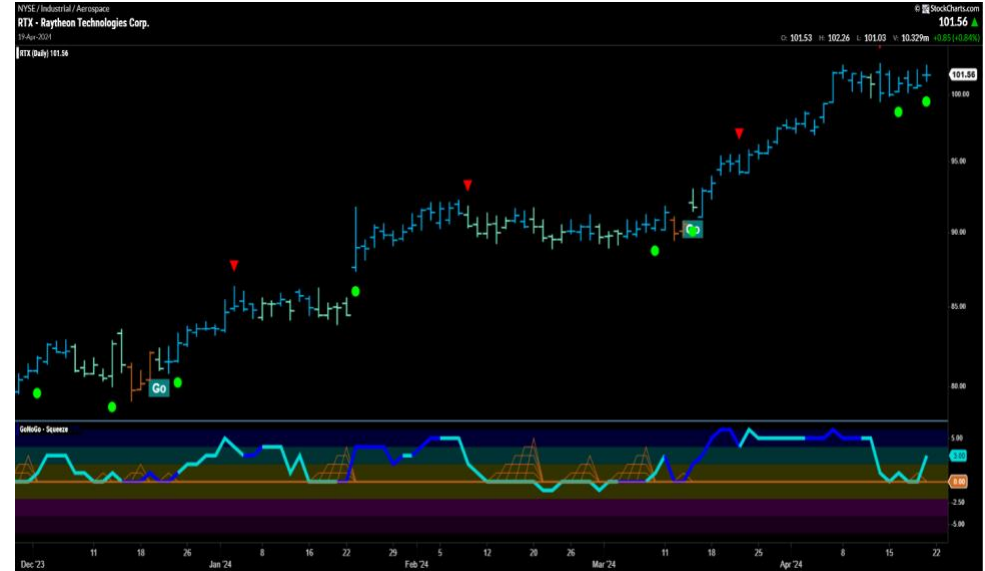 NYSE / Industrial / Aerospace
© StockCharts.com
RTX - Raytheon Technologies Corp.
101.56
19-Apr-2024
O: 101.53 H: 102.26 L: 101.03 V: 10.329m +0.85 (+0.84%)
RTX (Daily) 101.56
101.56
100.00
95.00
90.00
Go
85.00
80.00
Go
GoNoGo - Squeeze
5.00
3.00
0.00
-2.50
-5.00
11 18 26 8 16 22 29 5 12 20 26 11 18 25 8 15 22
Dec '23 Jan '24 Feb '24 Mar '24 Apr '24